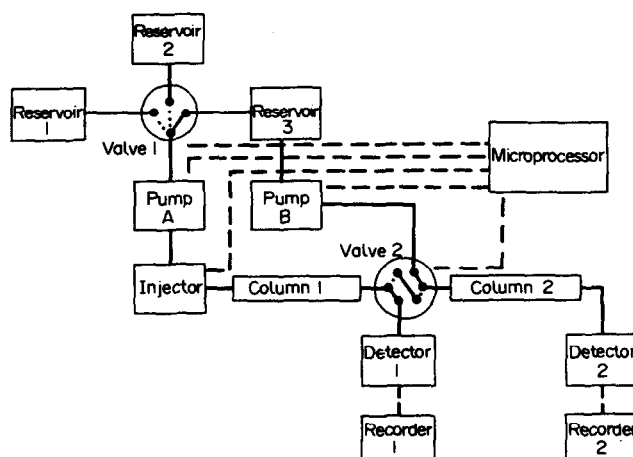 Reservoir
2
Reservoir
1
Reservoir
3
Valve 1
Microprocessor
Pump
A
Pump
B
Valve 2
Injector
Column 1
Column 2
Detector
1
Detector
2
Recorder
1
Recorder
2